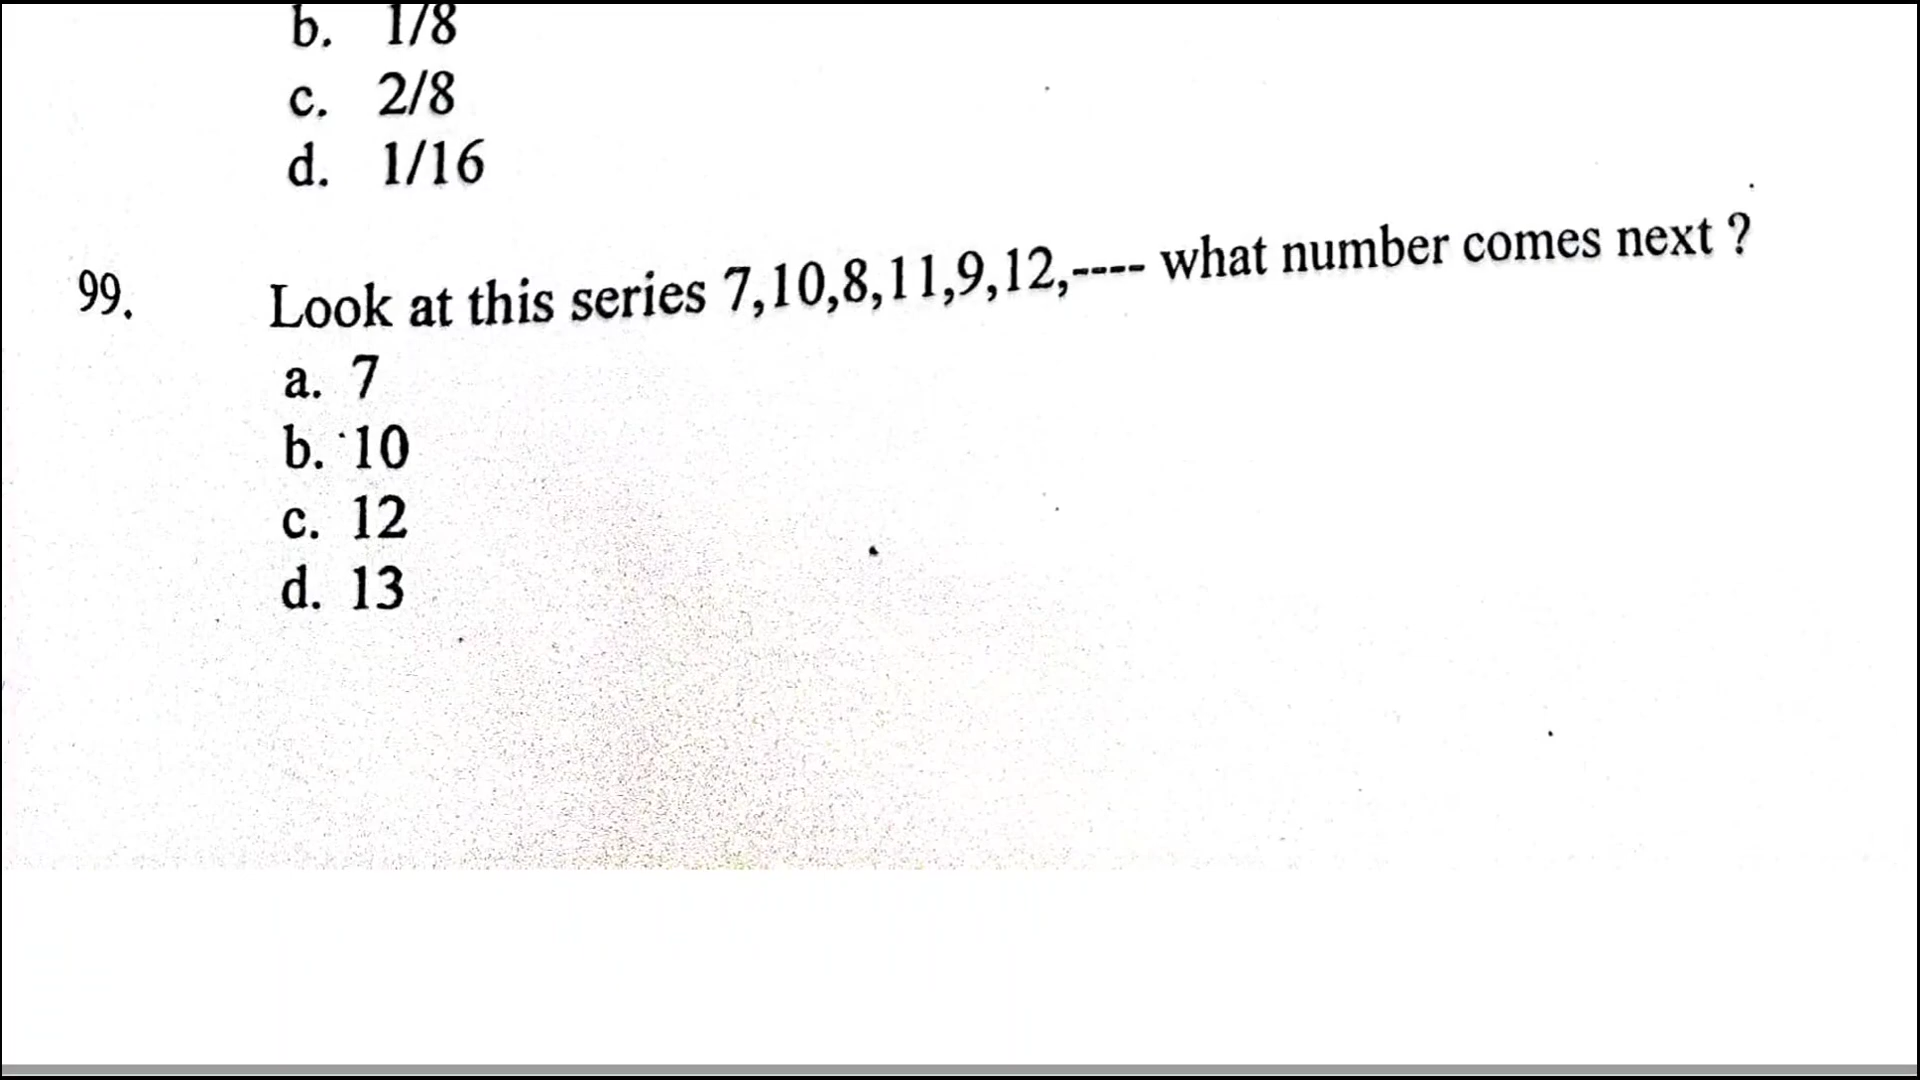 b. 1/8
c. 2/8
d. 1/16
99. Look at this series 7,10,8,11,9,12,---- what number comes next ?
a. 7
b. 10
c. 12
d. 13